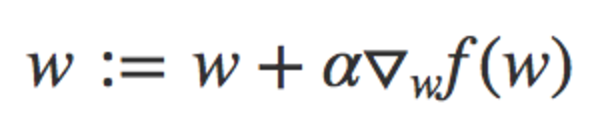 w := w + α∇_w f(w)